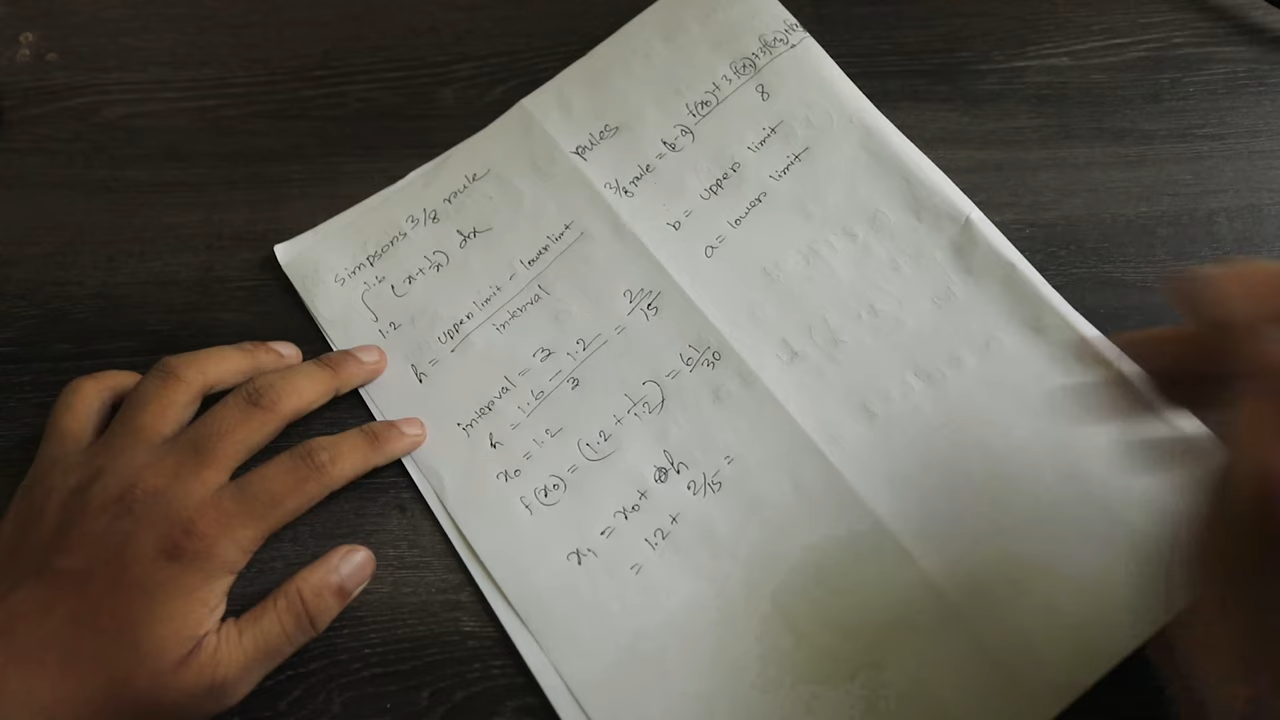 Simpsons 3/8 rule
∫1.2^1.6 (x+1/x) dx
h = upper limit - lower limit / interval
interval = 3
h = 1.6 - 1.2 / 3 = 2/15
x0 = 1.2
f(x0) = (1.2 + 1/1.2) = 61/30
x1 = x0 + h
= 1.2 + 2/15 =
rules
3/8 rule = (b-a) f(x0) + 3f(x1) + 3f(x2) + / 8
b = upper limit
a = lower limit